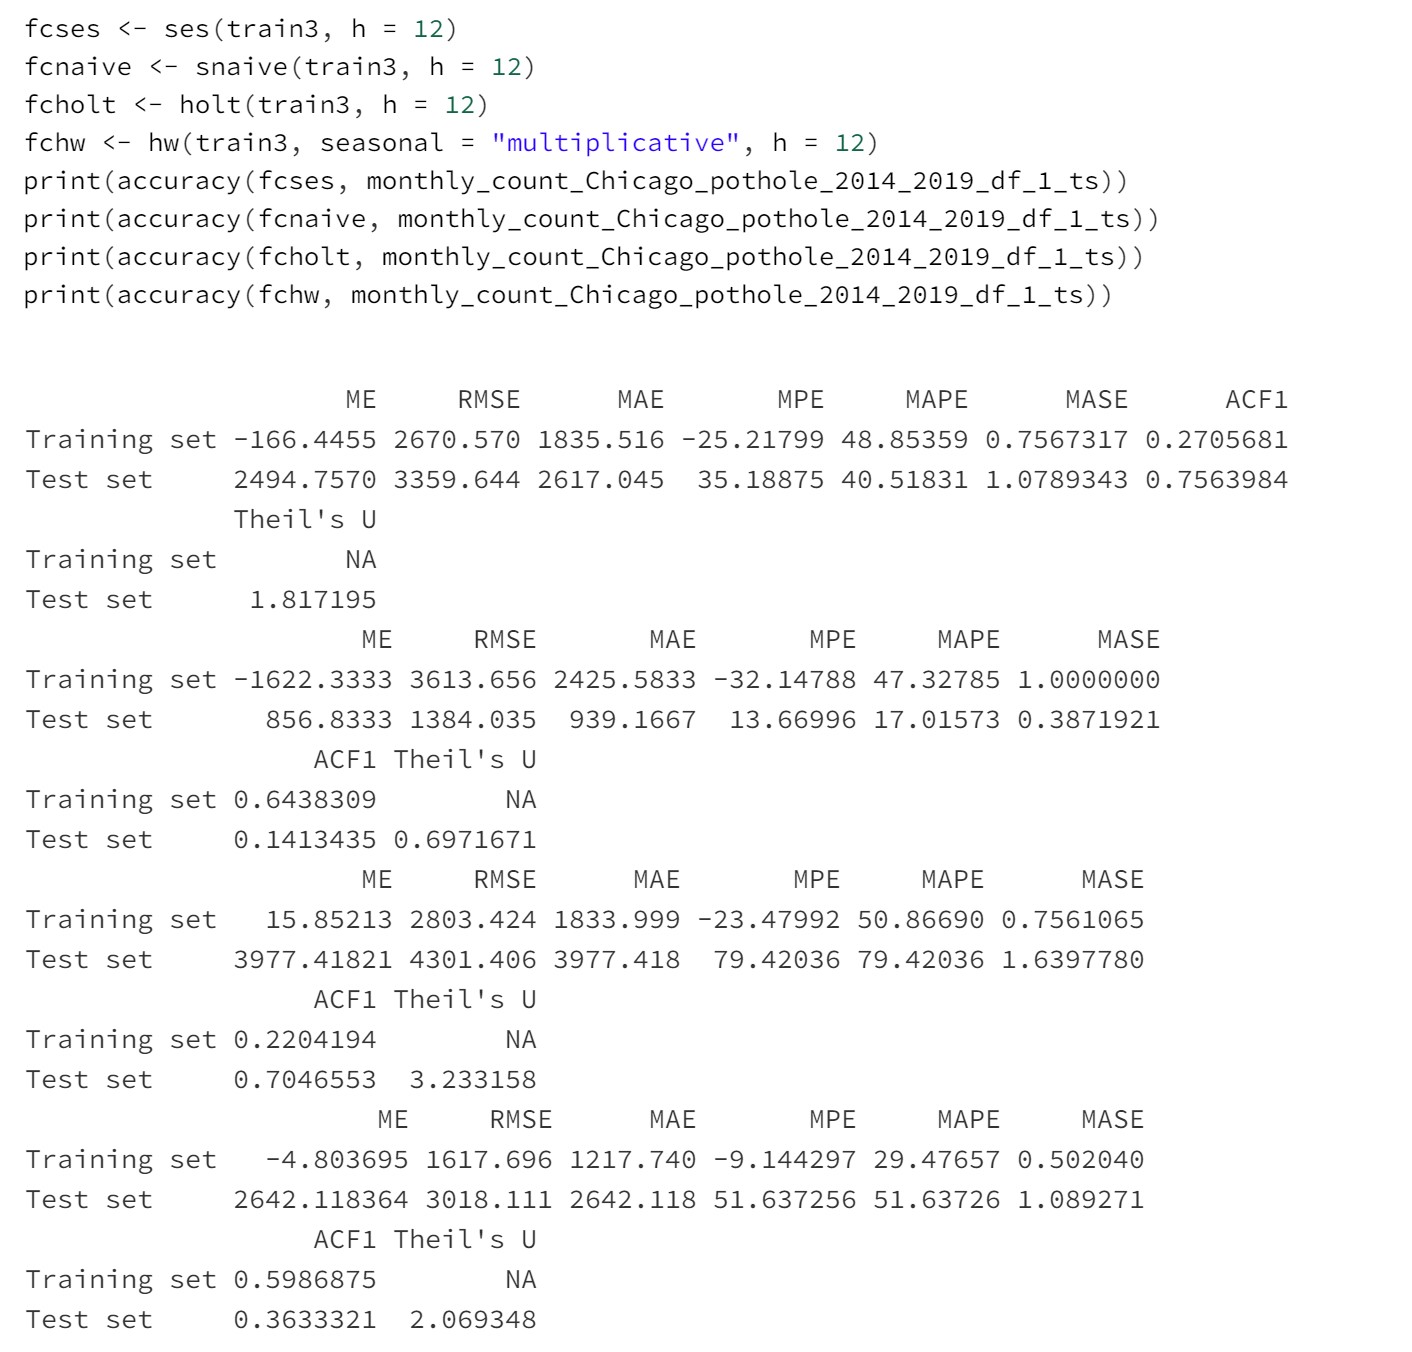 fcses <- ses(train3, h = 12)
fcnaive <- snaive(train3, h = 12)
fcholt <- holt(train3, h = 12)
fchw <- hw(train3, seasonal = "multiplicative", h = 12)
print(accuracy(fcses, monthly_count_Chicago_pothole_2014_2019_df_1_ts))
print(accuracy(fcnaive, monthly_count_Chicago_pothole_2014_2019_df_1_ts))
print(accuracy(fcholt, monthly_count_Chicago_pothole_2014_2019_df_1_ts))
print(accuracy(fchw, monthly_count_Chicago_pothole_2014_2019_df_1_ts))
ME RMSE MAE MPE MAPE MASE ACF1
Training set -166.4455 2670.570 1835.516 -25.21799 48.85359 0.7567317 0.2705681
Test set 2494.7570 3359.644 2617.045 35.18875 40.51831 1.0789343 0.7563984
Theil's U
Training set NA
Test set 1.817195
ME RMSE MAE MPE MAPE MASE
Training set -1622.3333 3613.656 2425.5833 -32.14788 47.32785 1.0000000
Test set 856.8333 1384.035 939.1667 13.66996 17.01573 0.3871921
ACF1 Theil's U
Training set 0.6438309 NA
Test set 0.1413435 0.6971671
ME RMSE MAE MPE MAPE MASE
Training set 15.85213 2803.424 1833.999 -23.47992 50.86690 0.7561065
Test set 3977.41821 4301.406 3977.418 79.42036 79.42036 1.6397780
ACF1 Theil's U
Training set 0.2204194 NA
Test set 0.7046553 3.233158
ME RMSE MAE MPE MAPE MASE
Training set -4.803695 1617.696 1217.740 -9.144297 29.47657 0.502040
Test set 2642.118364 3018.111 2642.118 51.637256 51.63726 1.089271
ACF1 Theil's U
Training set 0.5986875 NA
Test set 0.3633321 2.069348